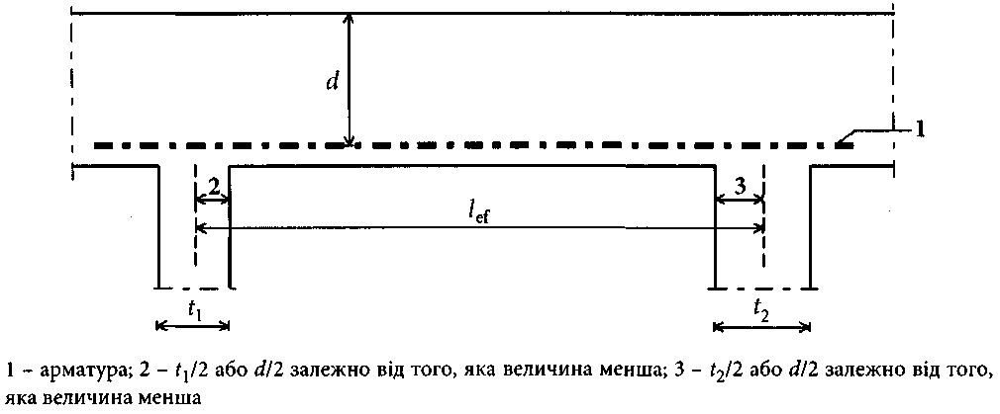 d
1
2
3
lef
t1
t2
1 – арматура; 2 – t1/2 або d/2 залежно від того, яка величина менша; 3 – t2/2 або d/2 залежно від того,
яка величина менша